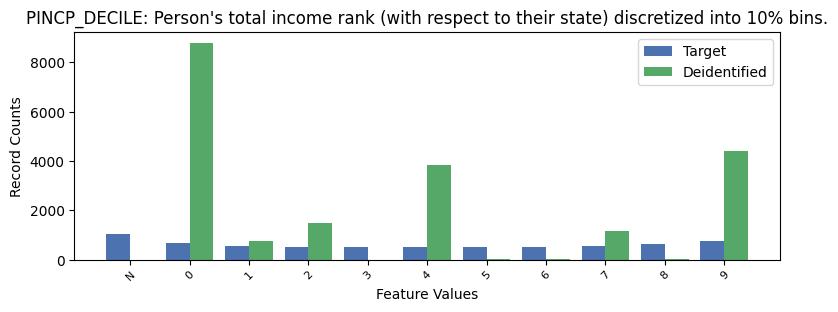 PINCP_DECILE: Person's total income rank (with respect to their state) discretized into 10% bins.
Target
Deidentified
Record Counts
8000
6000
4000
2000
0
N 0 1 2 3 4 5 6 7 8 9
Feature Values